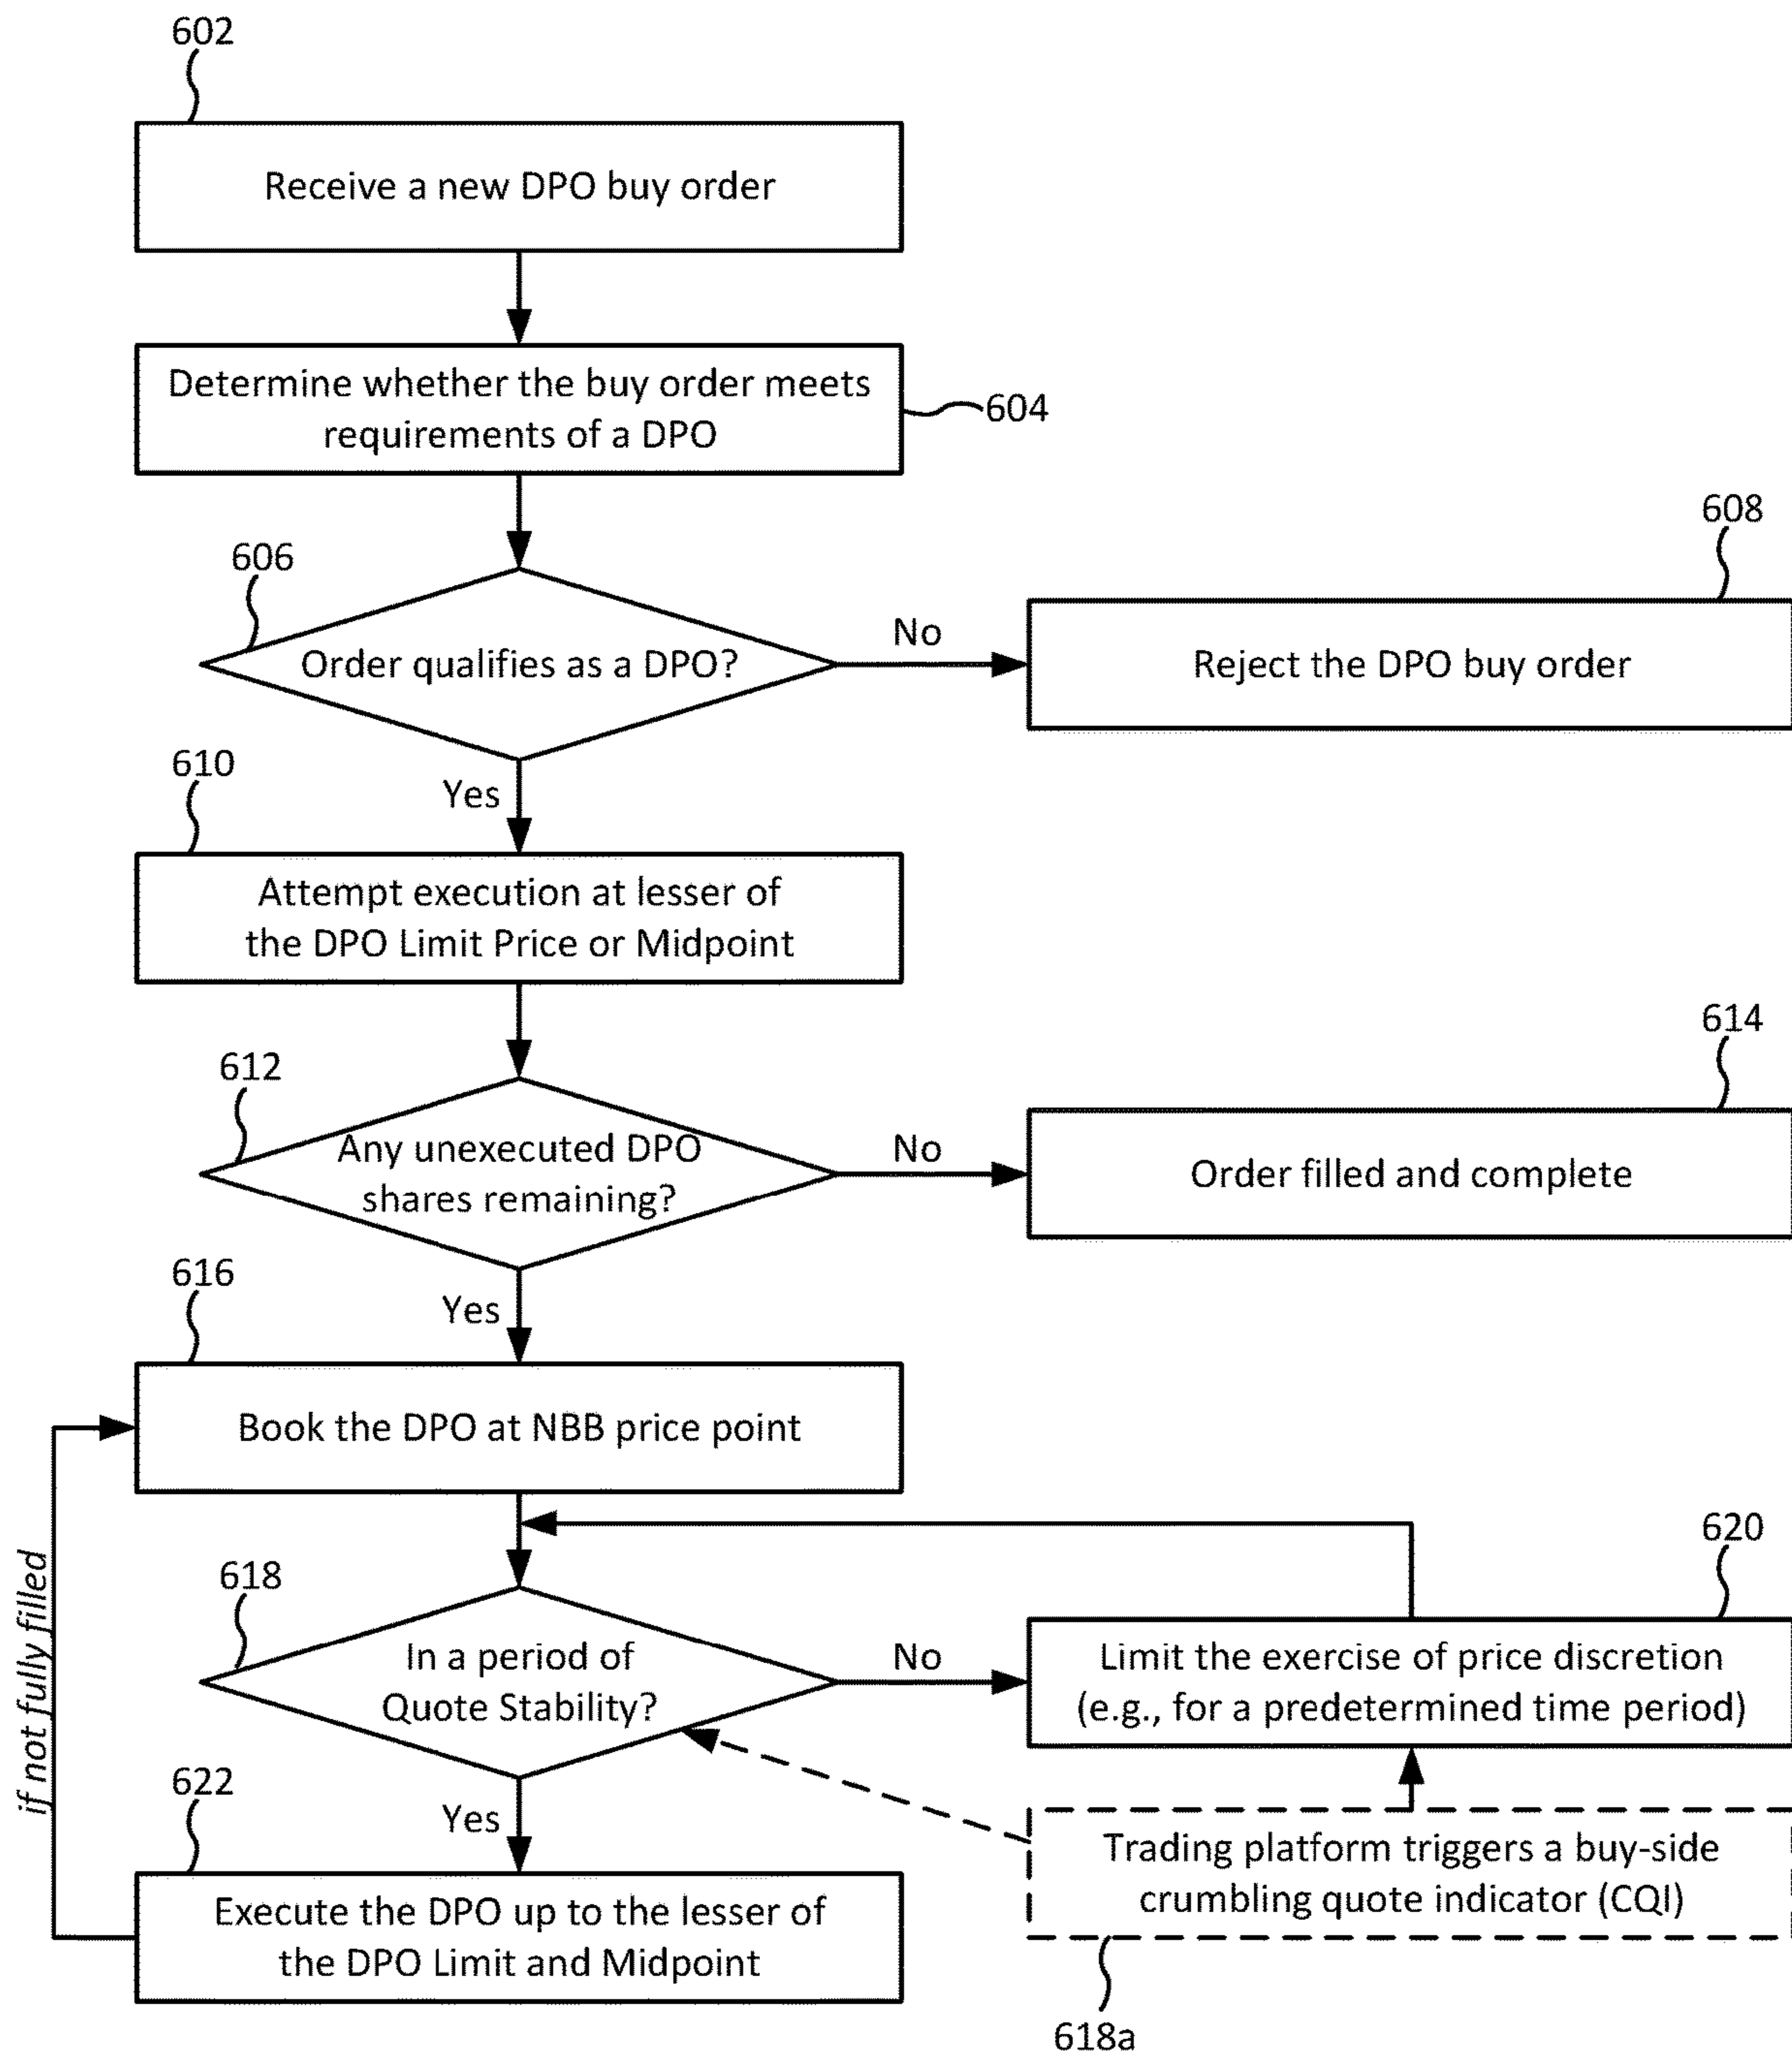 602
Receive a new DPO buy order
Determine whether the buy order meets
requirements of a DPO
604
606
Order qualifies as a DPO?
No
608
Reject the DPO buy order
Yes
610
Attempt execution at lesser of
the DPO Limit Price or Midpoint
612
Any unexecuted DPO
shares remaining?
No
614
Order filled and complete
Yes
616
Book the DPO at NBB price point
618
In a period of
Quote Stability?
No
620
Limit the exercise of price discretion
(e.g., for a predetermined time period)
if not fully filled
Yes
622
Execute the DPO up to the lesser of
the DPO Limit and Midpoint
Trading platform triggers a buy-side
crumbling quote indicator (CQI)
618a